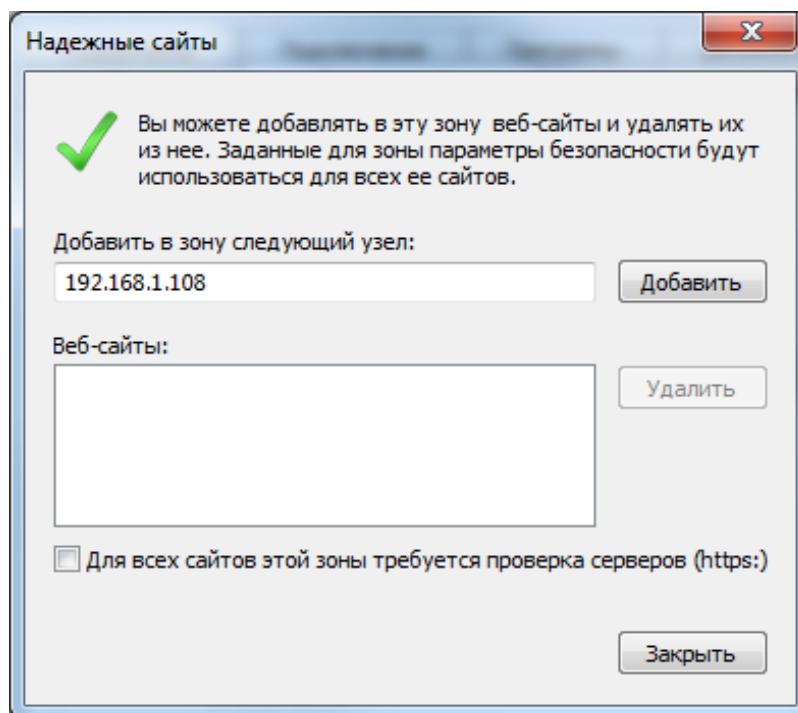 Надежные сайты
Вы можете добавлять в эту зону веб-сайты и удалять их
из нее. Заданные для зоны параметры безопасности будут
использоваться для всех ее сайтов.
Добавить в зону следующий узел:
192.168.1.108
Добавить
Веб-сайты:
Удалить
Для всех сайтов этой зоны требуется проверка серверов (https:)
Закрыть